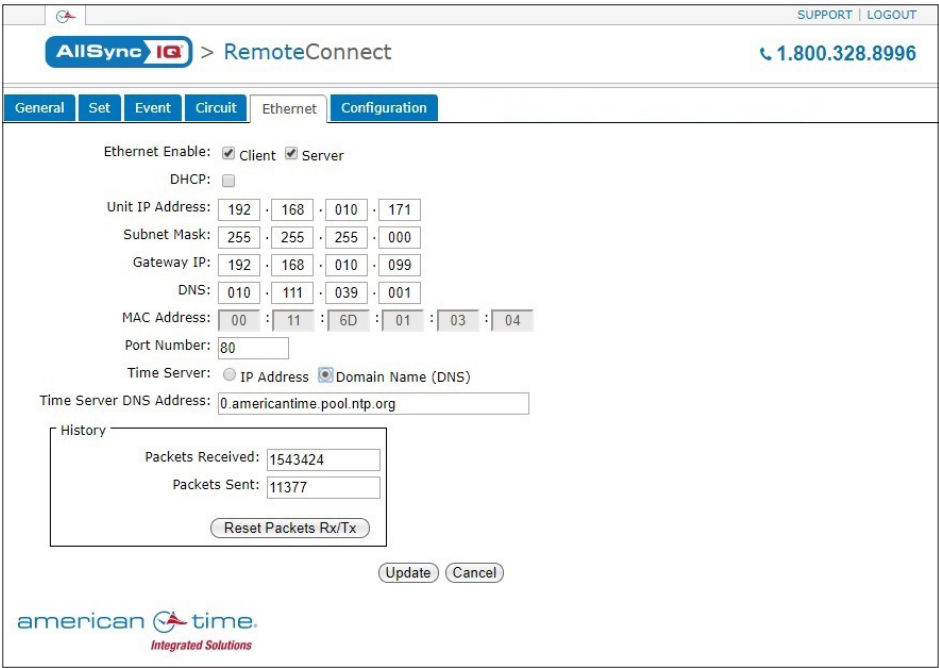 SUPPORT | LOGOUT
AllSync IQ > RemoteConnect
1.800.328.8996
General Set Event Circuit Ethernet Configuration
Ethernet Enable: Client Server
DHCP:
Unit IP Address: 192 . 168 . 010 . 171
Subnet Mask: 255 . 255 . 255 . 000
Gateway IP: 192 . 168 . 010 . 099
DNS: 010 . 111 . 039 . 001
MAC Address: 00 : 11 : 6D : 01 : 03 : 04
Port Number: 80
Time Server: IP Address Domain Name (DNS)
Time Server DNS Address: 0.americantime.pool.ntp.org
History
Packets Received: 1543424
Packets Sent: 11377
Reset Packets Rx/Tx
Update Cancel
american time.
Integrated Solutions